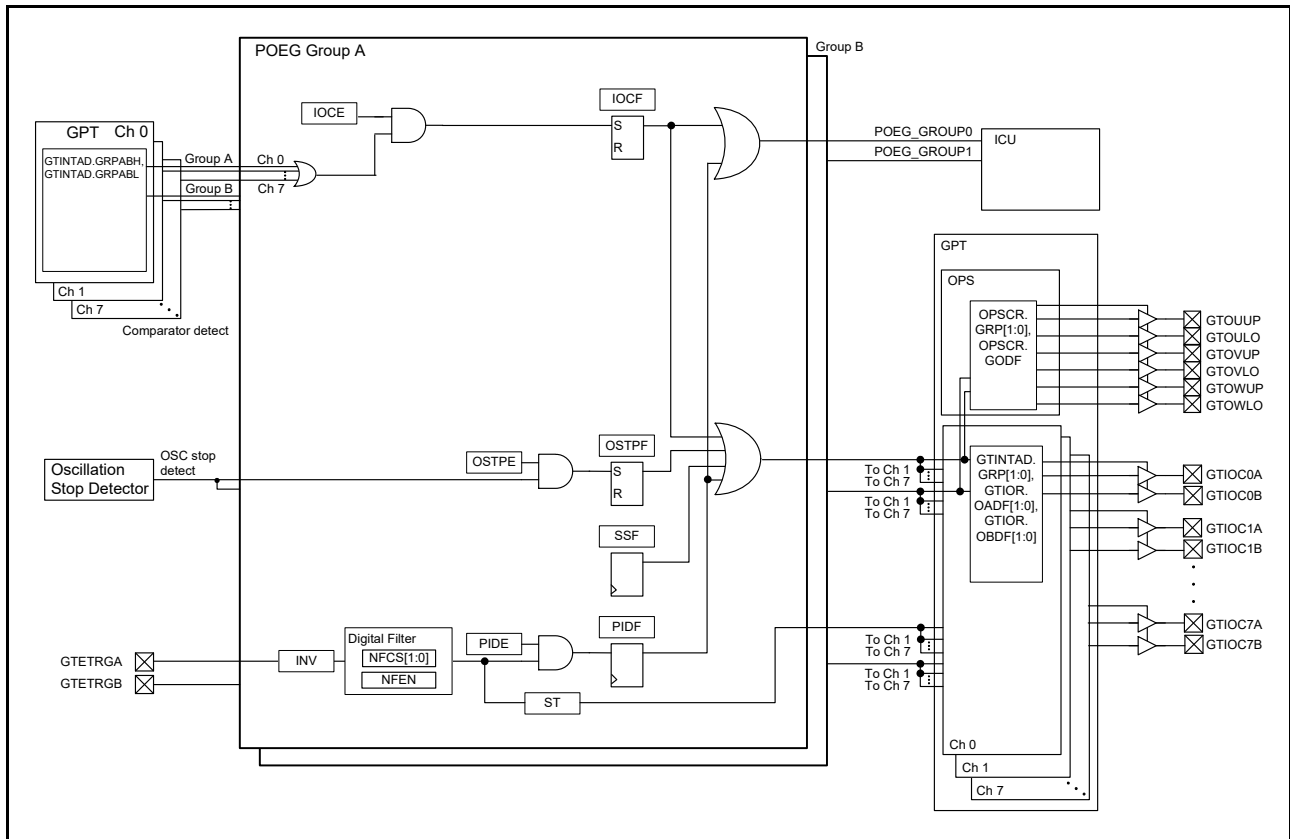 POEG Group A
Group B
IOCE
IOCF
S
R
GPT Ch 0
GTINTAD.GRPABH,
GTINTAD.GRPABL
Group A
Ch 0
Ch 7
Group B
Ch 1
Ch 7
Comparator detect
POEG_GROUP0
POEG_GROUP1
ICU
GPT
OPS
OPSCR.
GRP[1:0],
OPSCR.
GODF
GTOUUP
GTOULO
GTOVUP
GTOVLO
GTOWUP
GTOWLO
Oscillation
Stop Detector
OSC stop
detect
OSTPE
OSTPF
S
R
SSF
To Ch 1
To Ch 7
To Ch 1
To Ch 7
GTINTAD.
GRP[1:0],
GTIOR.
OADF[1:0],
GTIOR.
OBDF[1:0]
GTIOC0A
GTIOC0B
GTIOC1A
GTIOC1B
GTIOC7A
GTIOC7B
GTETRGA
GTETRGB
INV
Digital Filter
NFCS[1:0]
NFEN
PIDE
PIDF
ST
To Ch 1
To Ch 7
To Ch 1
To Ch 7
Ch 0
Ch 1
Ch 7